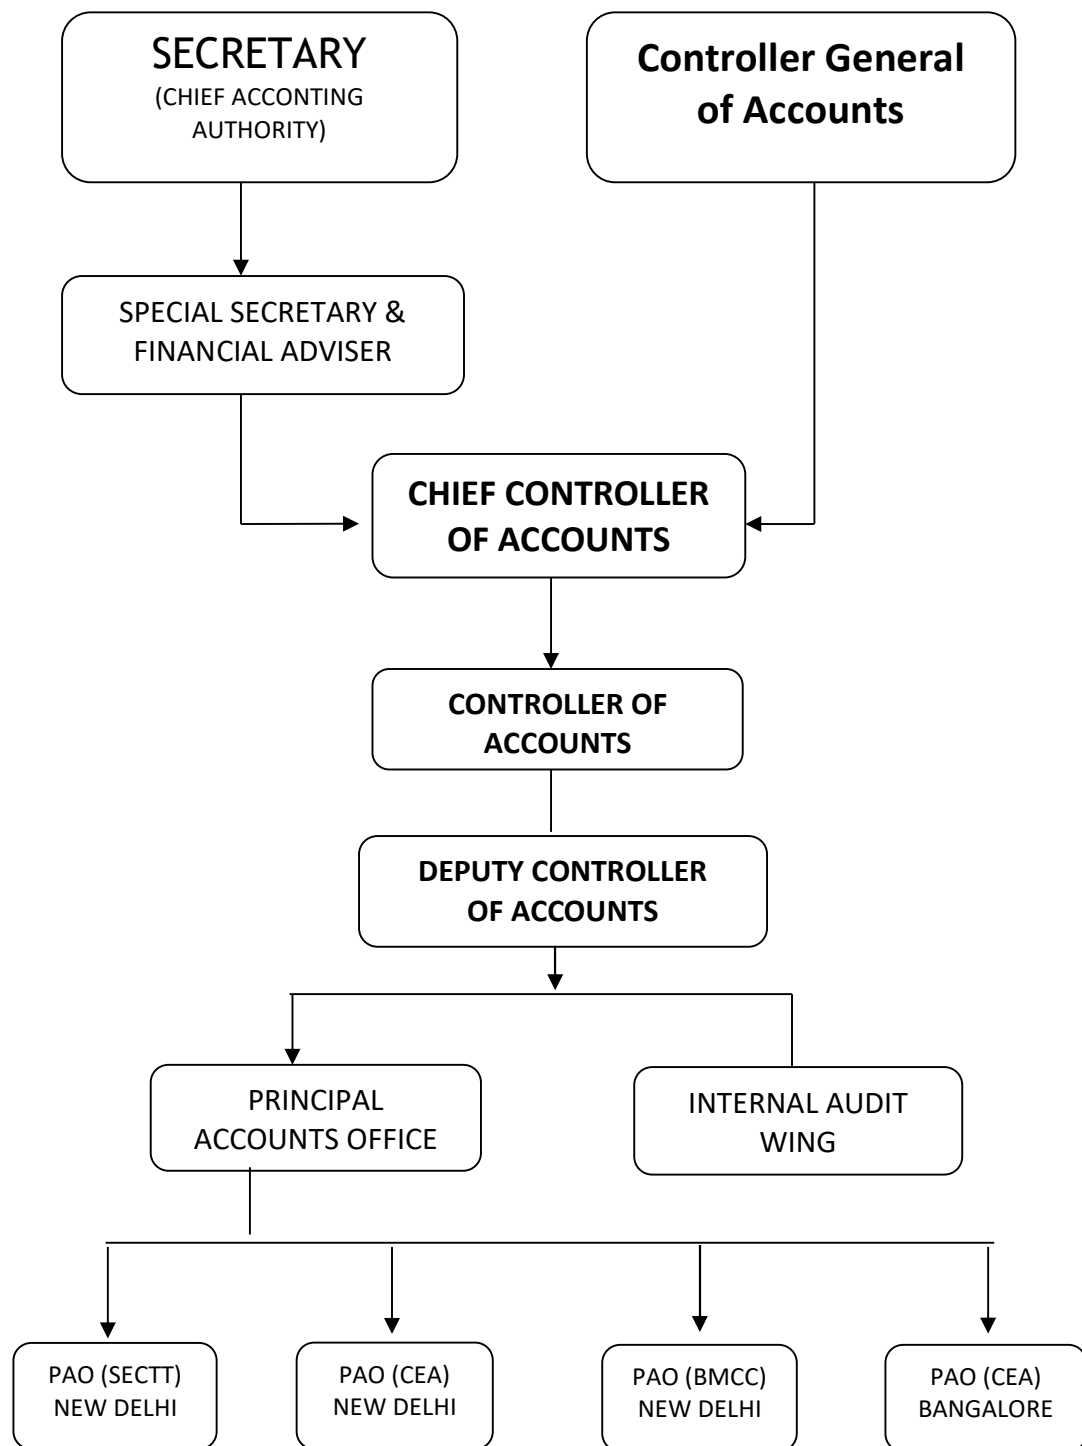 SECRETARY
(CHIEF ACCONTING
AUTHORITY)
Controller General
of Accounts
SPECIAL SECRETARY &
FINANCIAL ADVISER
CHIEF CONTROLLER
OF ACCOUNTS
CONTROLLER OF
ACCOUNTS
DEPUTY CONTROLLER
OF ACCOUNTS
PRINCIPAL
ACCOUNTS OFFICE
INTERNAL AUDIT
WING
PAO (SECTT)
NEW DELHI
PAO (CEA)
NEW DELHI
PAO (BMCC)
NEW DELHI
PAO (CEA)
BANGALORE